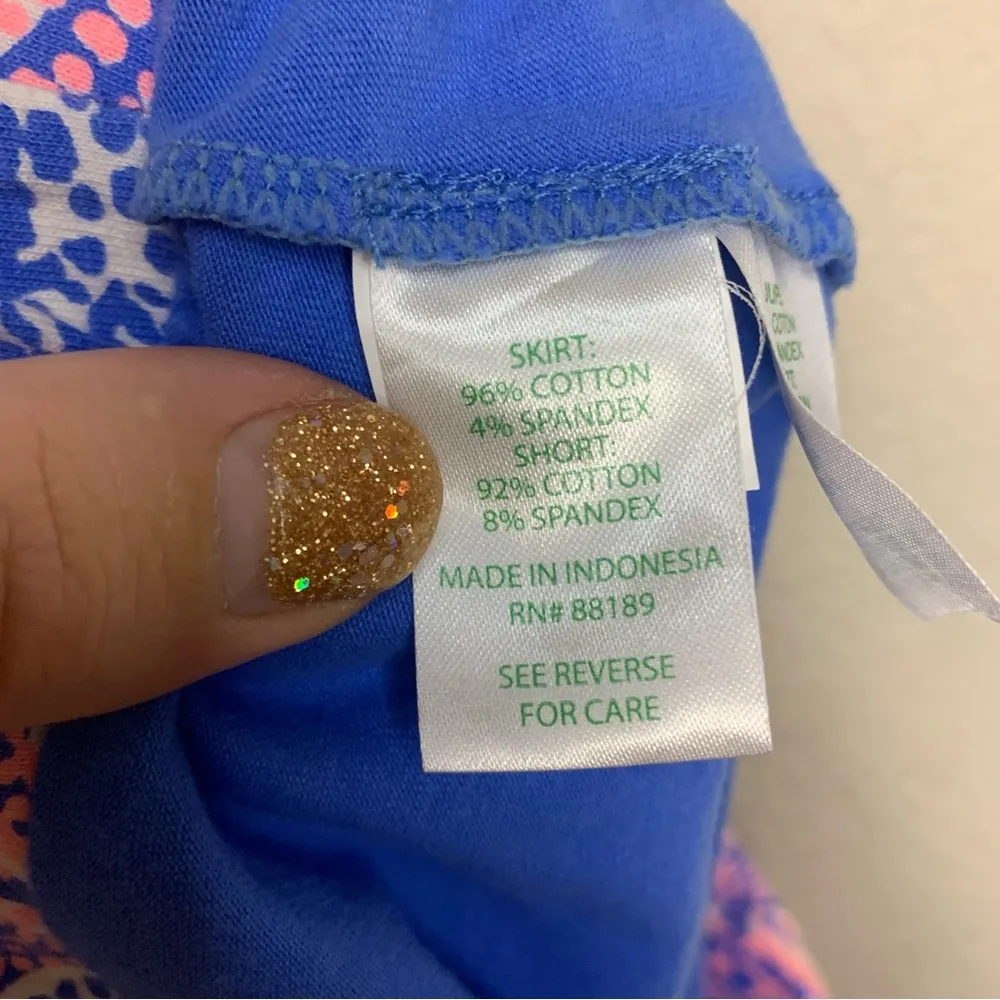 SKIRT:
96% COTTON
4% SPANDEX
SHORT:
92% COTTON
8% SPANDEX
MADE IN INDONESIA
RN# 88189
SEE REVERSE
FOR CARE